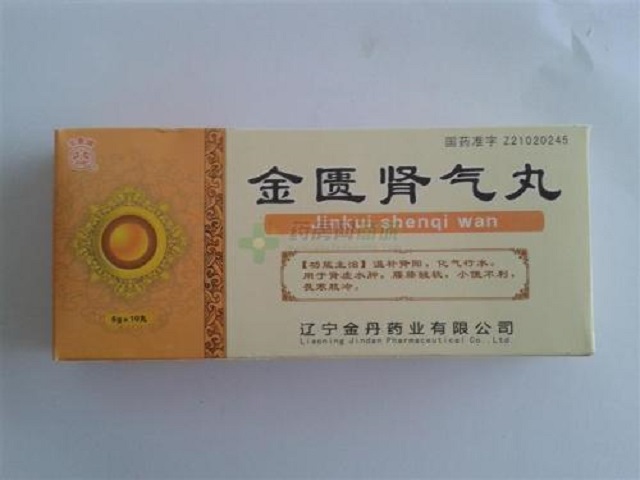 国药准字 Z21020245
金匮肾气丸
Jinkui shenqi wan
【功能主治】温补肾阳，化气行水。
用于肾虚水肿，腰膝酸软，小便不利，
畏寒肢冷。
6g×10丸
辽宁金丹药业有限公司
Liaoning Jindan Pharmaceutical Co.,Ltd.